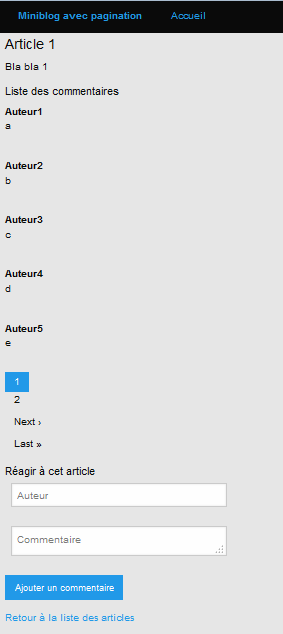 Miniblog avec pagination Accueil
Article 1
Bla bla 1
Liste des commentaires
Auteur1
a
Auteur2
b
Auteur3
c
Auteur4
d
Auteur5
e
1
2
Next ›
Last »
Réagir à cet article
Auteur
Commentaire
Ajouter un commentaire
Retour à la liste des articles